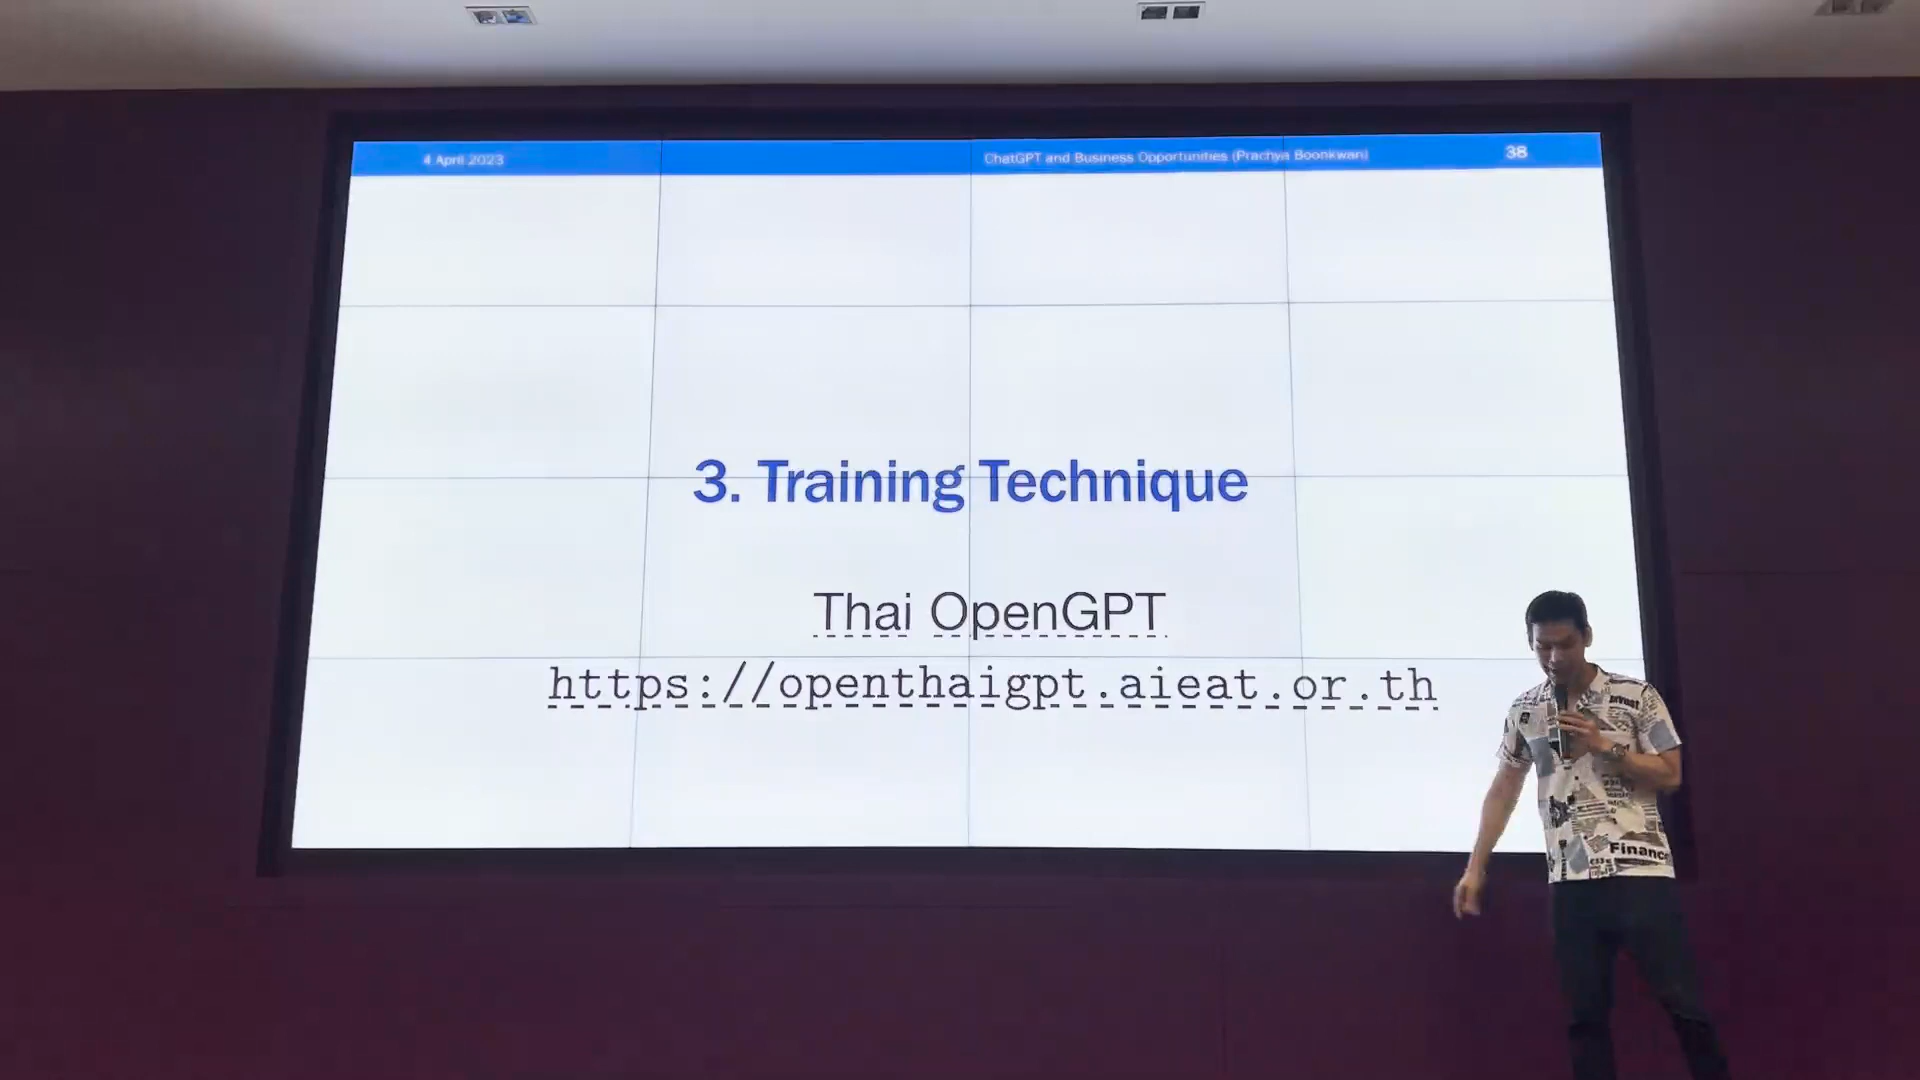 4 April 2023
ChatGPT and Business Opportunities (Prachya Boonkwan)
38
3. Training Technique
Thai OpenGPT
https://openthaigpt.aieat.or.th
Finance